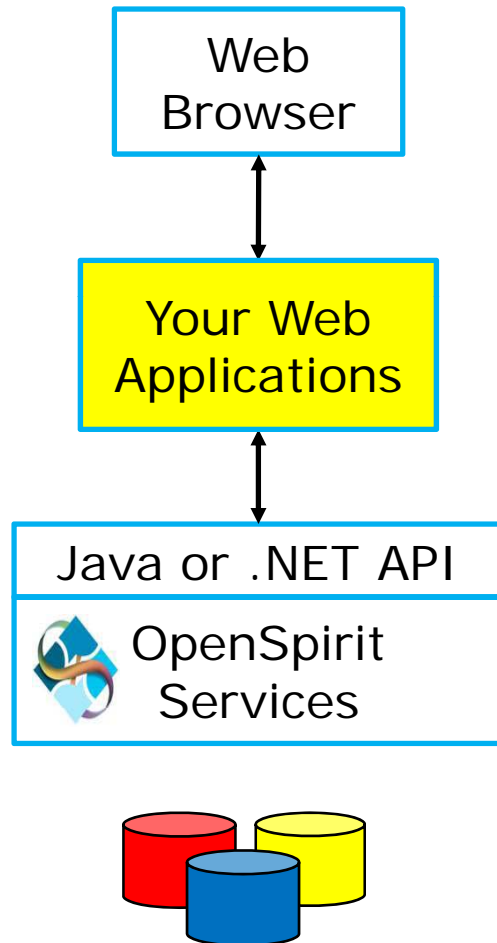 Web
Browser
Your Web
Applications
Java or .NET API
OpenSpirit
Services